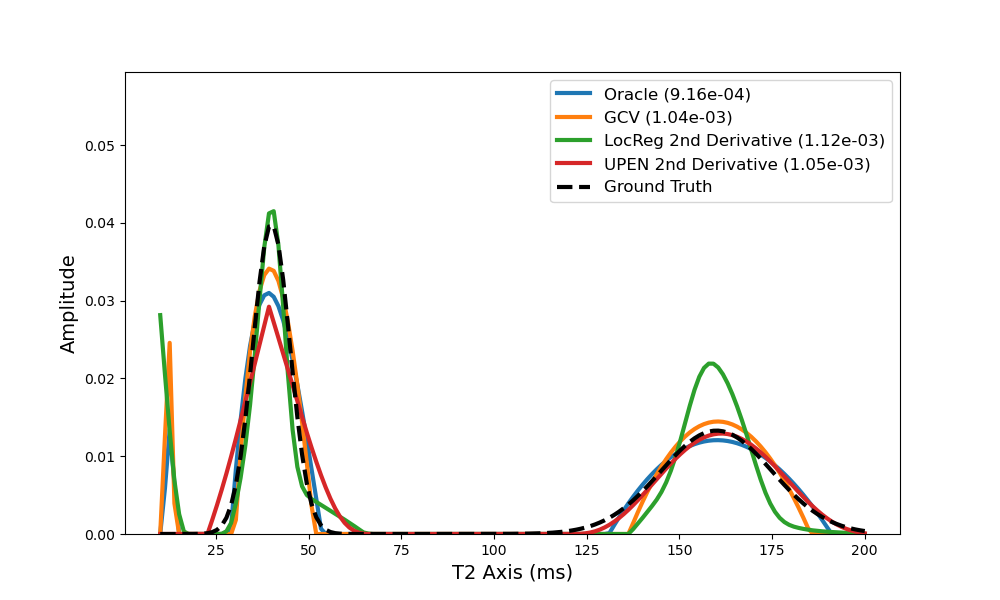 Oracle (9.16e-04)
GCV (1.04e-03)
LocReg 2nd Derivative (1.12e-03)
UPEN 2nd Derivative (1.05e-03)
Ground Truth
Amplitude
0.05
0.04
0.03
0.02
0.01
0.00
25 50 75 100 125 150 175 200
T2 Axis (ms)